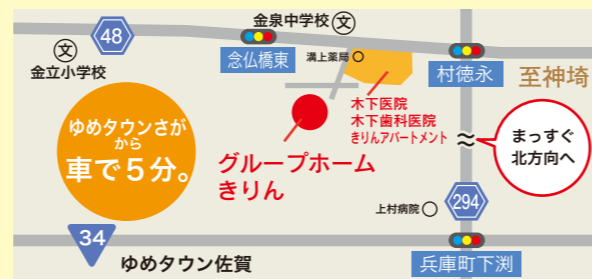 金泉中学校 文
48
文
金立小学校
念仏橋東
溝上薬局
村徳永
至神埼
木下医院
木下歯科医院
きりんアパートメント
ゆめタウンさが
から
車で5分。
グループホーム
きりん
まっすぐ
北方向へ
上村病院
294
34
ゆめタウン佐賀
兵庫町下渕